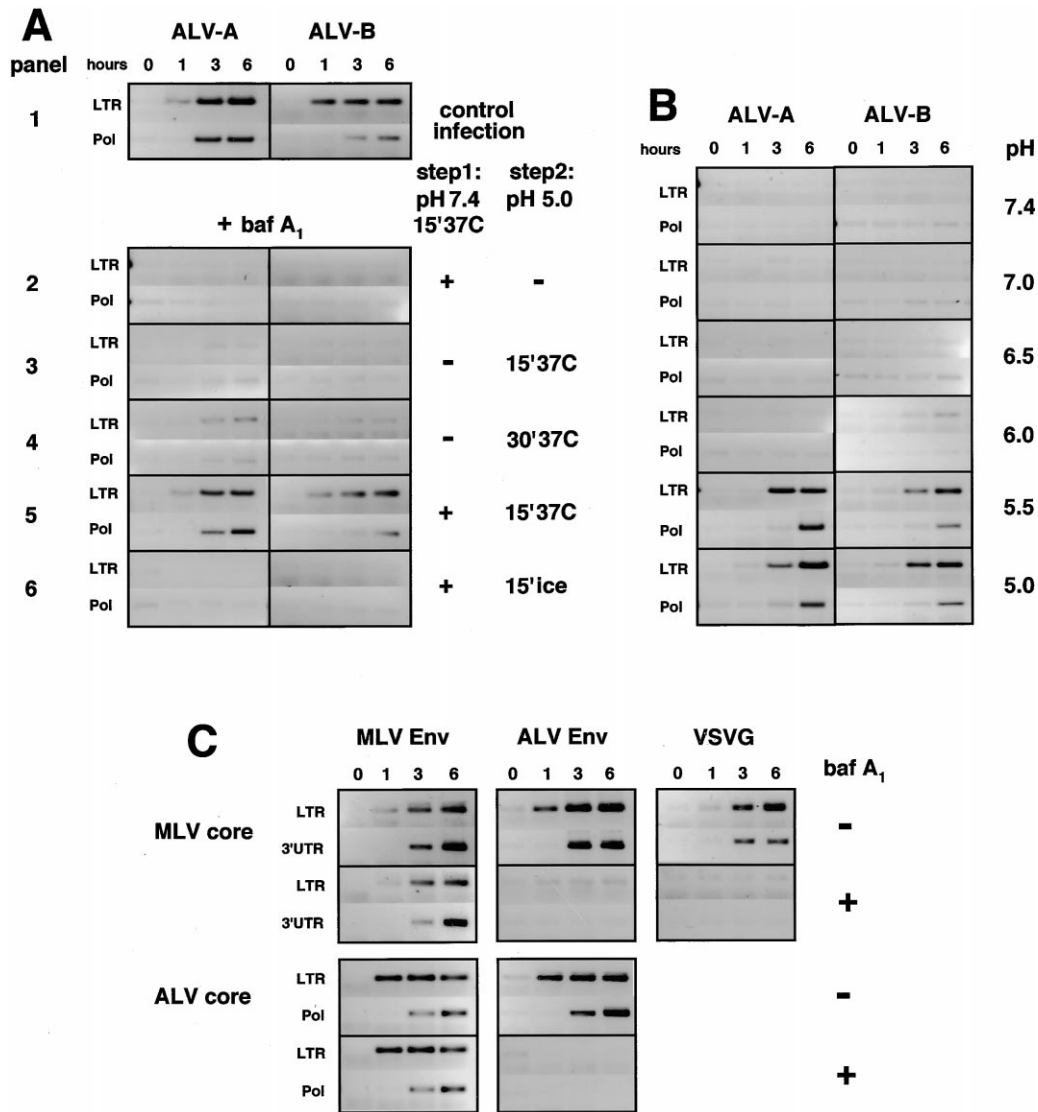 A
ALV-A ALV-B
panel hours 0 1 3 6 0 1 3 6
1 LTR control
Pol infection
step1: step2:
pH 7.4 pH 5.0
15'37C
+ baf A1
2 LTR + -
Pol
3 LTR - 15'37C
Pol
4 LTR - 30'37C
Pol
5 LTR + 15'37C
Pol
6 LTR + 15'ice
Pol
B
ALV-A ALV-B
hours 0 1 3 6 0 1 3 6 pH
LTR 7.4
Pol
LTR 7.0
Pol
LTR 6.5
Pol
LTR 6.0
Pol
LTR 5.5
Pol
LTR 5.0
Pol
C
MLV Env ALV Env VSVG
0 1 3 6 0 1 3 6 0 1 3 6 baf A1
MLV core LTR -
3'UTR
LTR +
3'UTR
ALV core LTR -
Pol
LTR +
Pol